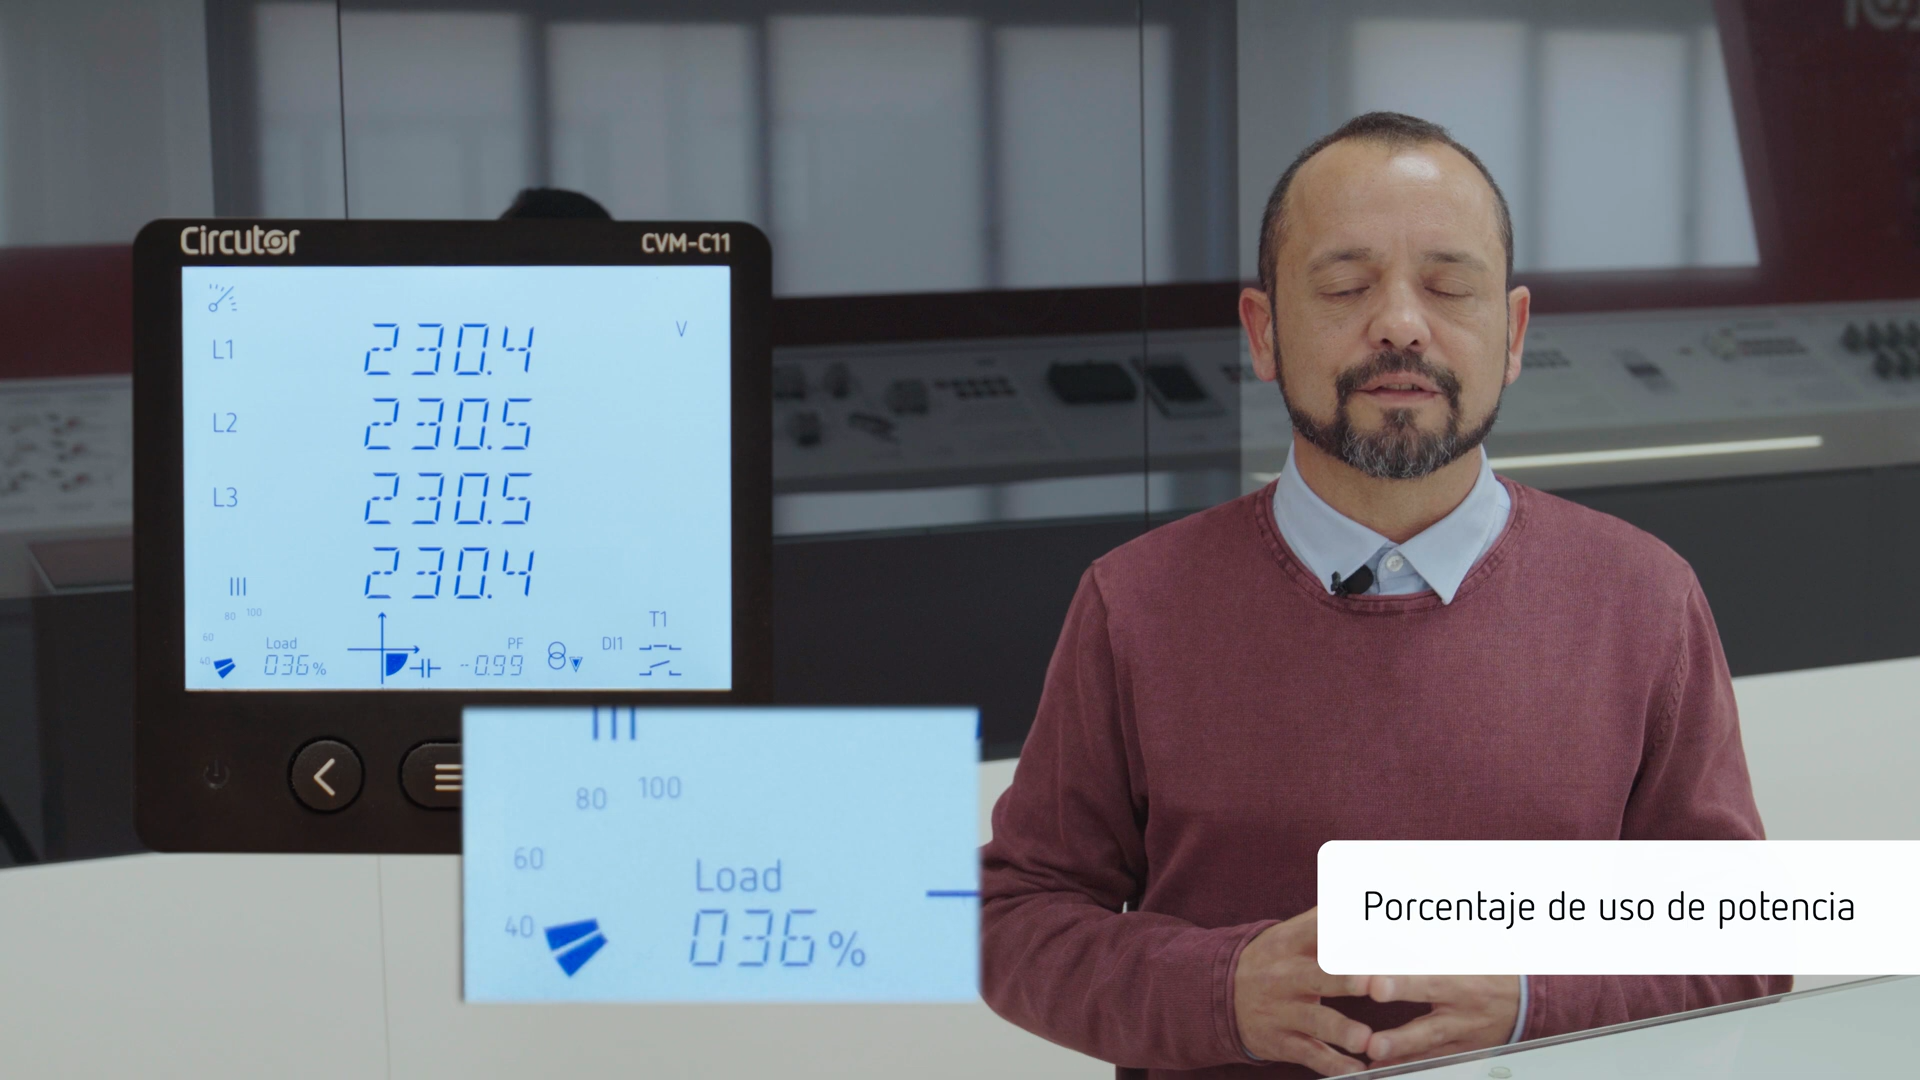 Circutor
CVM-C11
V
L1 230.4
L2 230.5
L3 230.5
III 230.4
80 100
60
40
Load
036%
PF
-0.99
DI1
T1
III
80 100
60
40
Load
036%
Porcentaje de uso de potencia